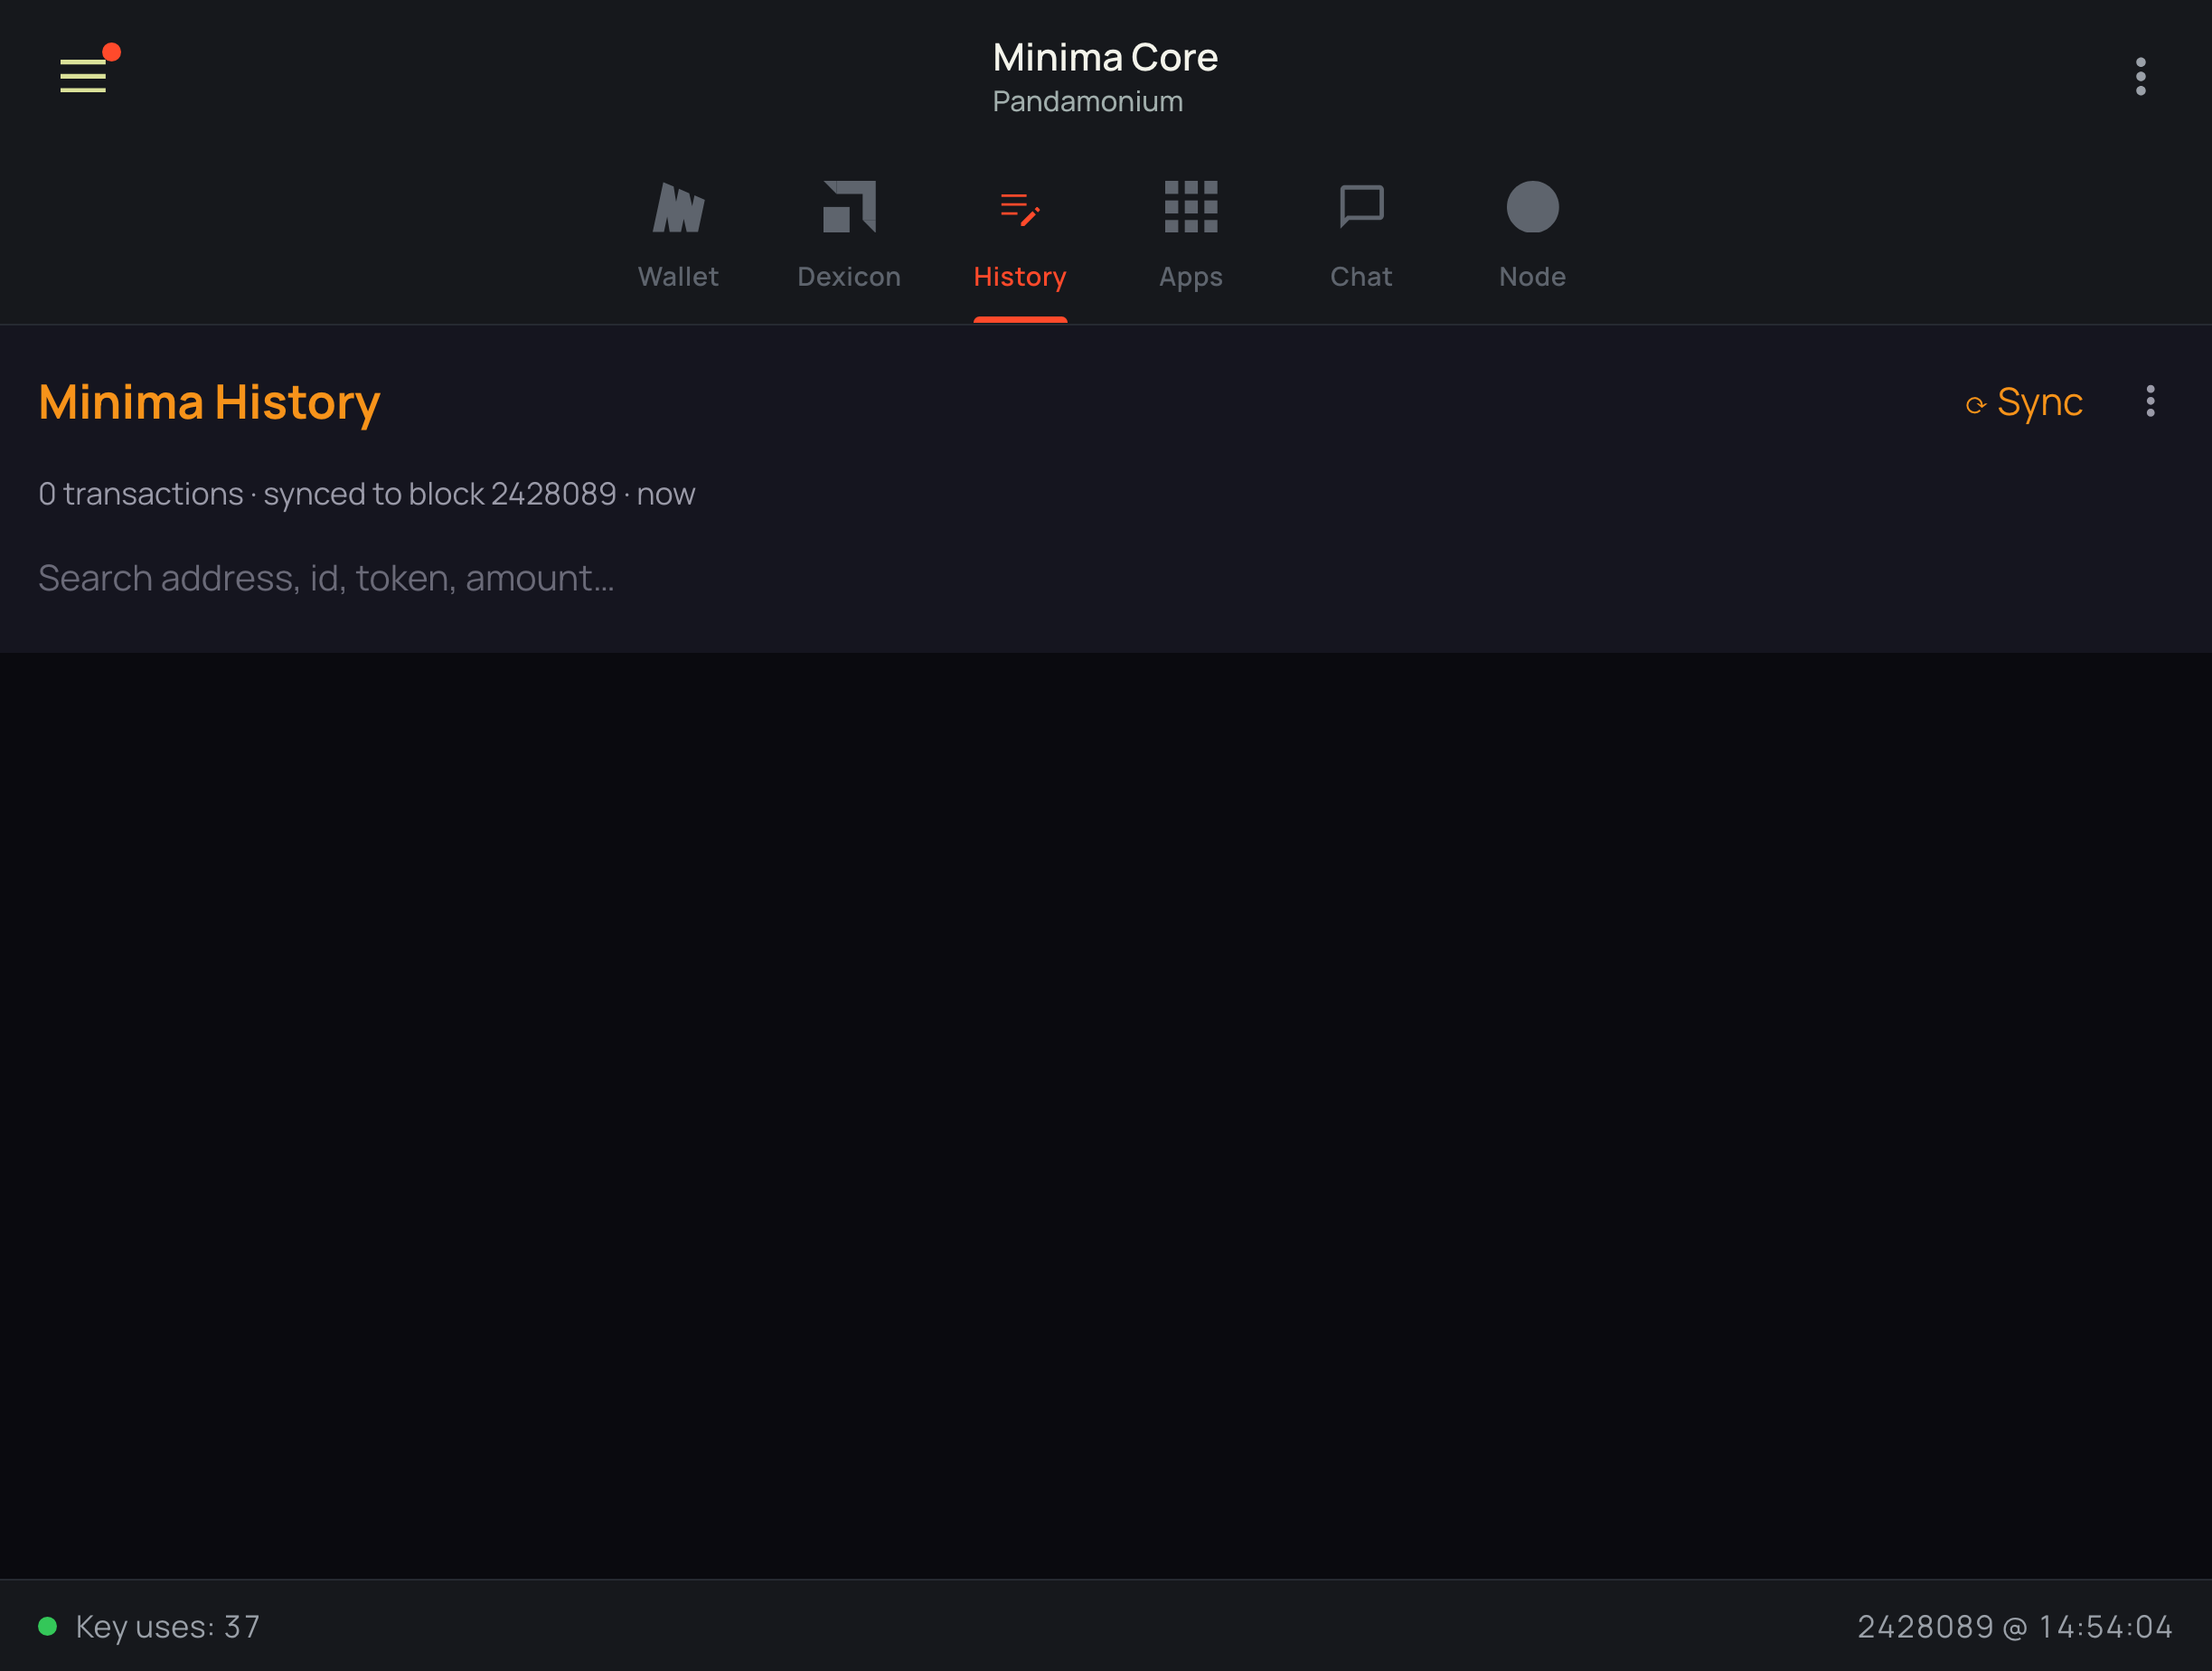 Minima Core
Pandamonium
Wallet
Dexicon
History
Apps
Chat
Node
Minima History
⟳ Sync
0 transactions · synced to block 2428089 · now
Search address, id, token, amount...
Key uses: 37
2428089 @ 14:54:04